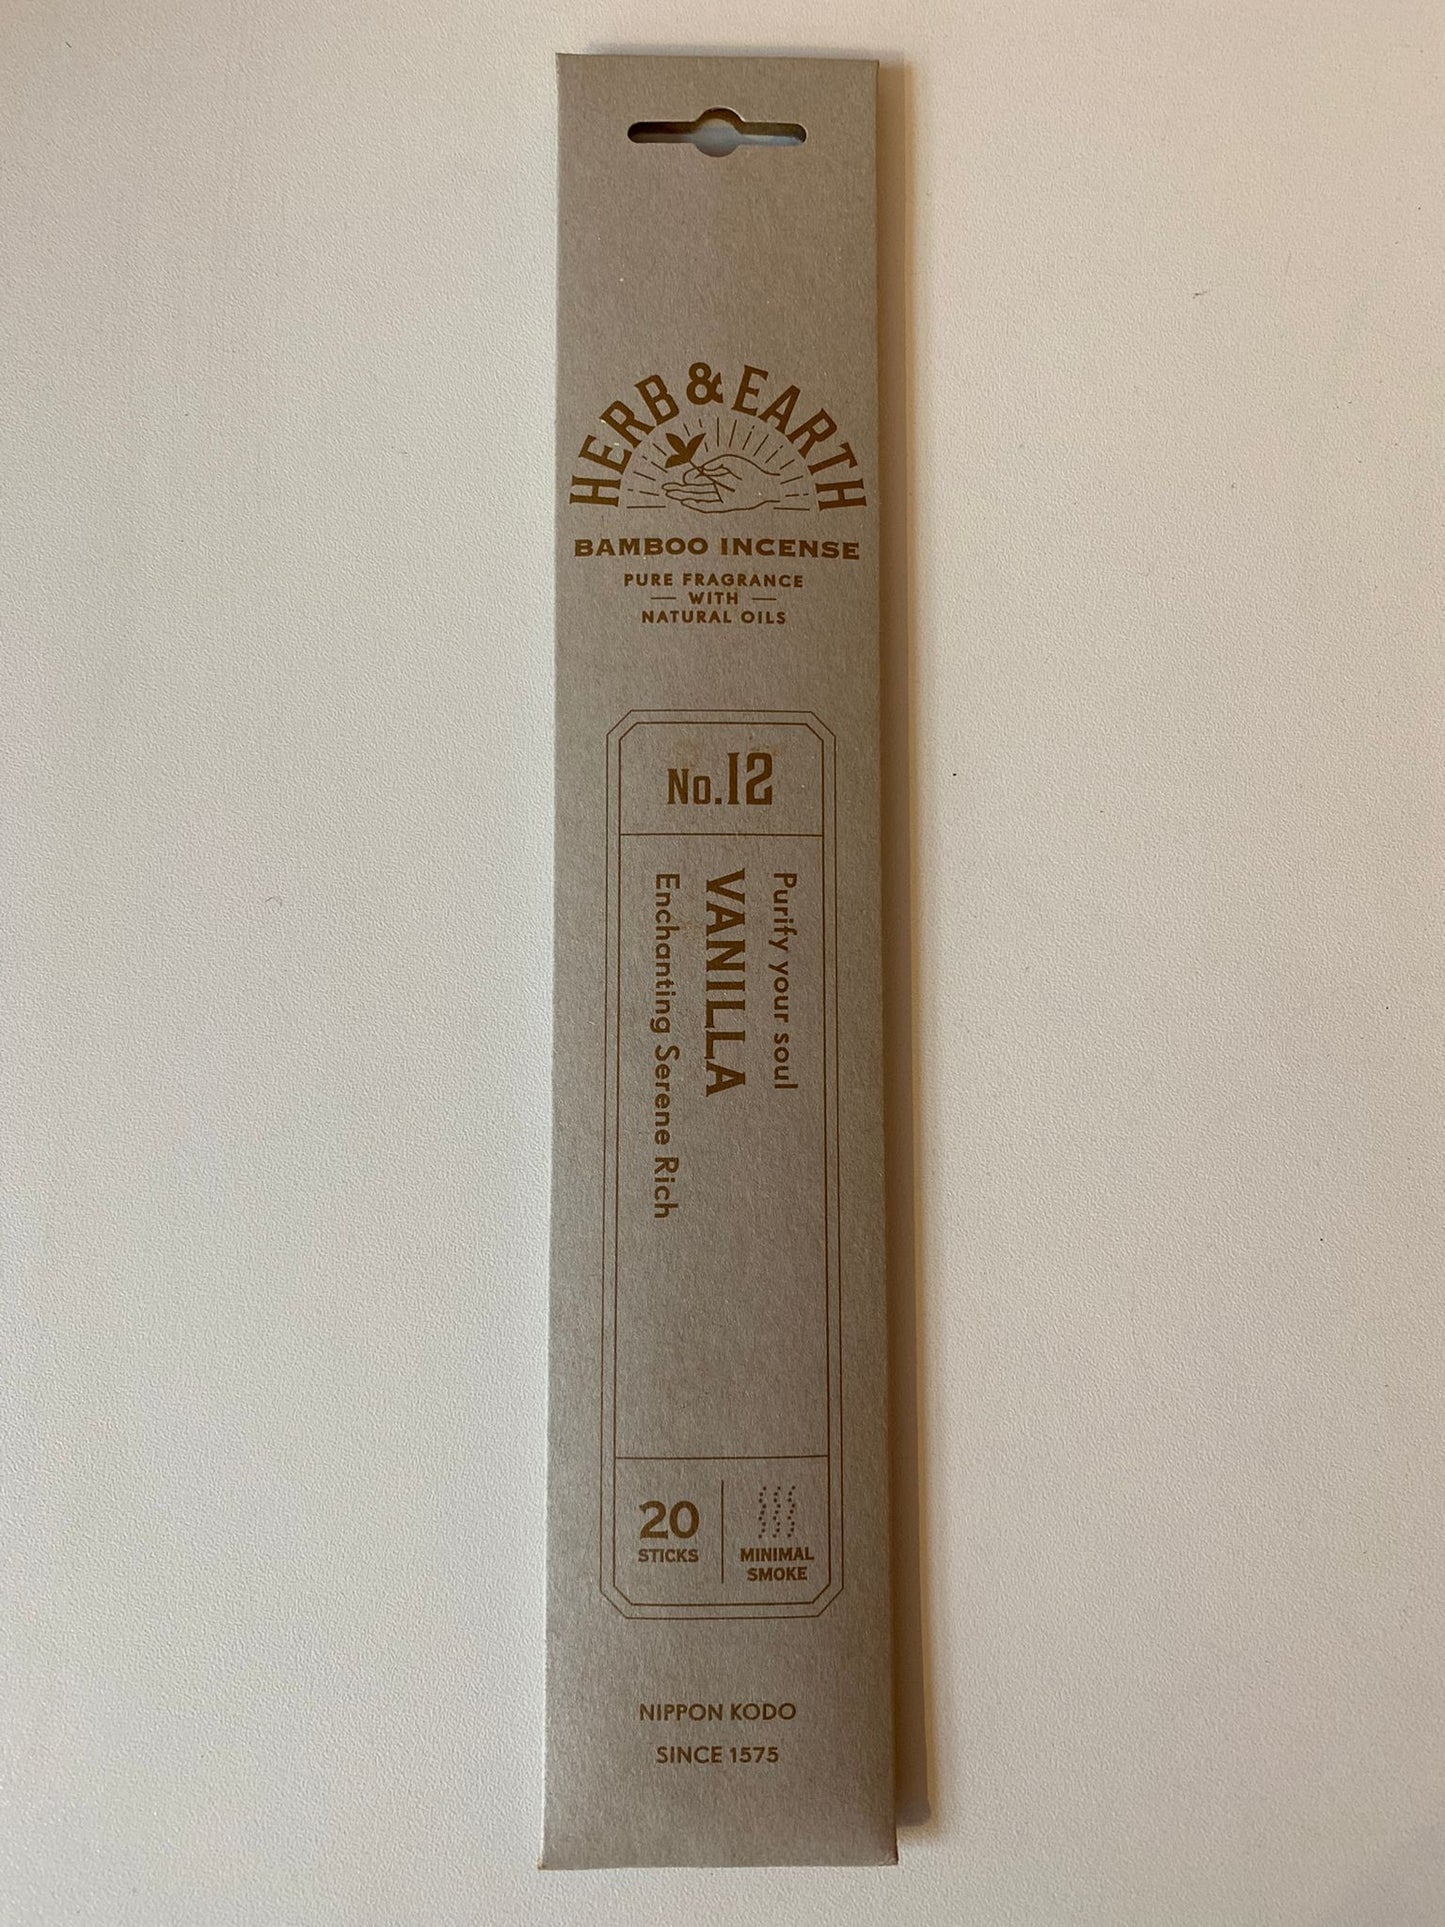 HERB & EARTH
BAMBOO INCENSE
PURE FRAGRANCE
WITH
NATURAL OILS
No.12
Purify your soul
VANILLA
Enchanting Serene Rich
20
STICKS
MINIMAL
SMOKE
NIPPON KODO
SINCE 1575